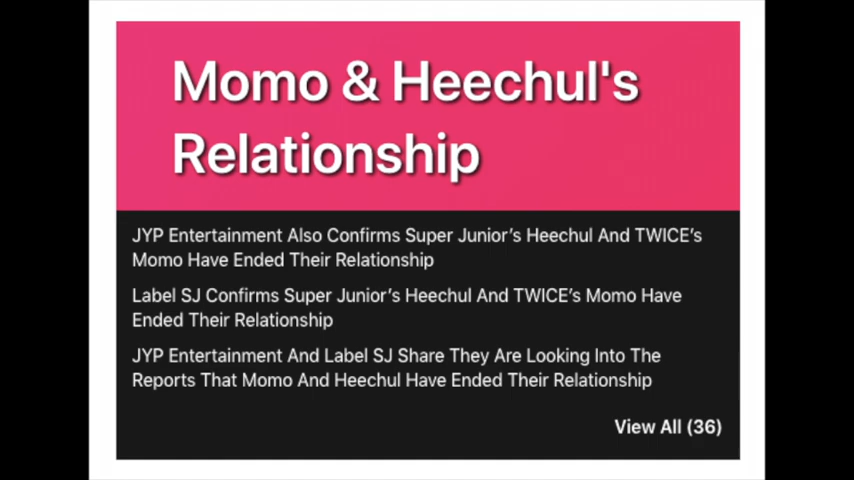 Momo & Heechul's
Relationship
JYP Entertainment Also Confirms Super Junior’s Heechul And TWICE’s
Momo Have Ended Their Relationship
Label SJ Confirms Super Junior’s Heechul And TWICE’s Momo Have
Ended Their Relationship
JYP Entertainment And Label SJ Share They Are Looking Into The
Reports That Momo And Heechul Have Ended Their Relationship
View All (36)